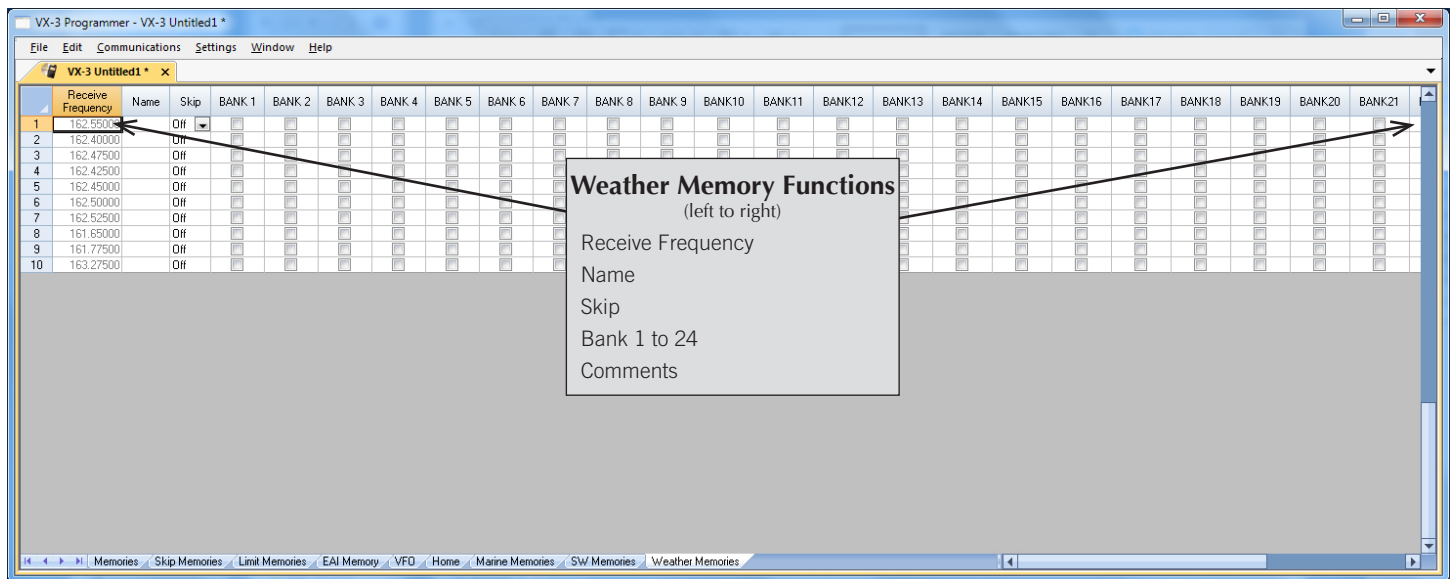 VX-3 Programmer - VX-3 Untitled1 *
File Edit Communications Settings Window Help
VX-3 Untitled1 * x
Receive Frequency Name Skip BANK 1 BANK 2 BANK 3 BANK 4 BANK 5 BANK 6 BANK 7 BANK 8 BANK 9 BANK10 BANK11 BANK12 BANK13 BANK14 BANK15 BANK16 BANK17 BANK18 BANK19 BANK20 BANK21
1 162.55000 Off
2 162.40000 Off
3 162.47500 Off
4 162.42500 Off
5 162.45000 Off
6 162.50000 Off
7 162.52500 Off
8 161.65000 Off
9 161.77500 Off
10 163.27500 Off
Weather Memory Functions
(left to right)
Receive Frequency
Name
Skip
Bank 1 to 24
Comments
Memories Skip Memories Limit Memories EAI Memory VFO Home Marine Memories SW Memories Weather Memories